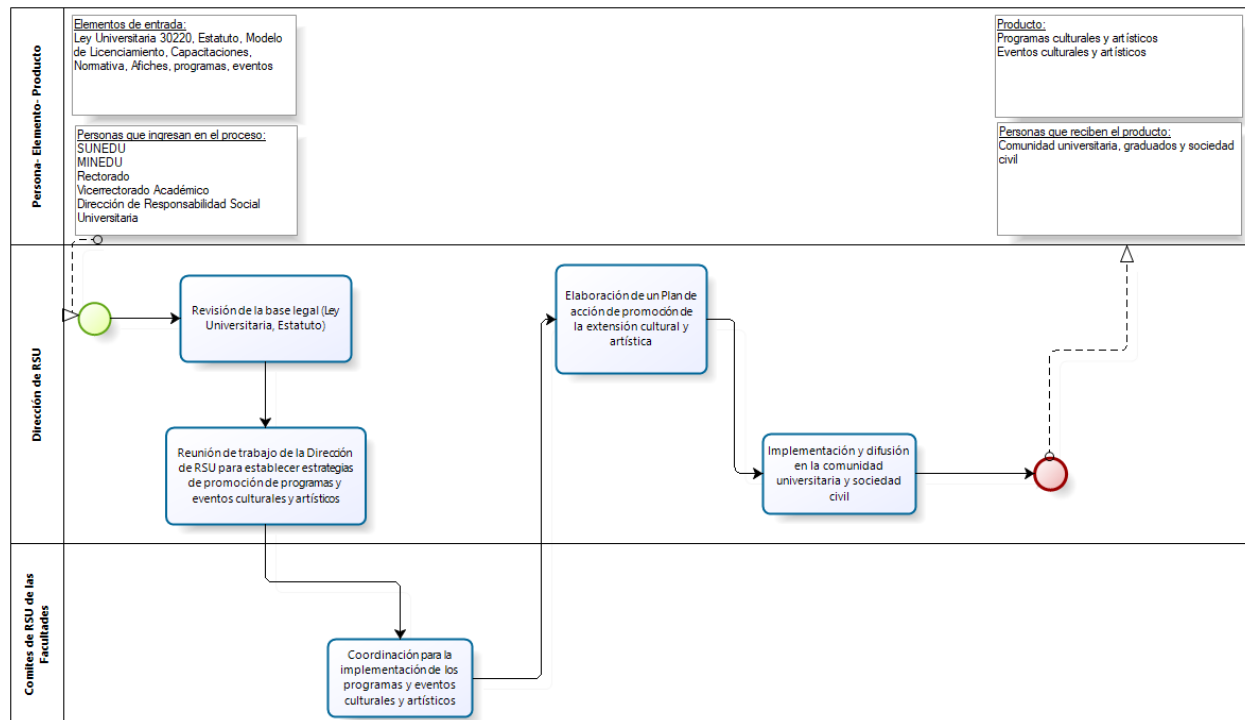 Persona- Elemento- Producto
Elementos de entrada:
Ley Universitaria 30220, Estatuto, Modelo
de Licenciamiento, Capacitaciones,
Normativa, Afiches, programas, eventos
Personas que ingresan en el proceso:
SUNEDU
MINEDU
Rectorado
Vicerrectorado Académico
Dirección de Responsabilidad Social
Universitaria
Producto:
Programas culturales y artísticos
Eventos culturales y artísticos
Personas que reciben el producto:
Comunidad universitaria, graduados y sociedad
civil
Dirección de RSU
Revisión de la base legal (Ley
Universitaria, Estatuto)
Reunión de trabajo de la Dirección
de RSU para establecer estrategias
de promoción de programas y
eventos culturales y artísticos
Elaboración de un Plan de
acción de promoción de
la extensión cultural y
artística
Implementación y difusión
en la comunidad
universitaria y sociedad
civil
Comites de RSU de las
Facultades
Coordinación para la
implementación de los
programas y eventos
culturales y artísticos